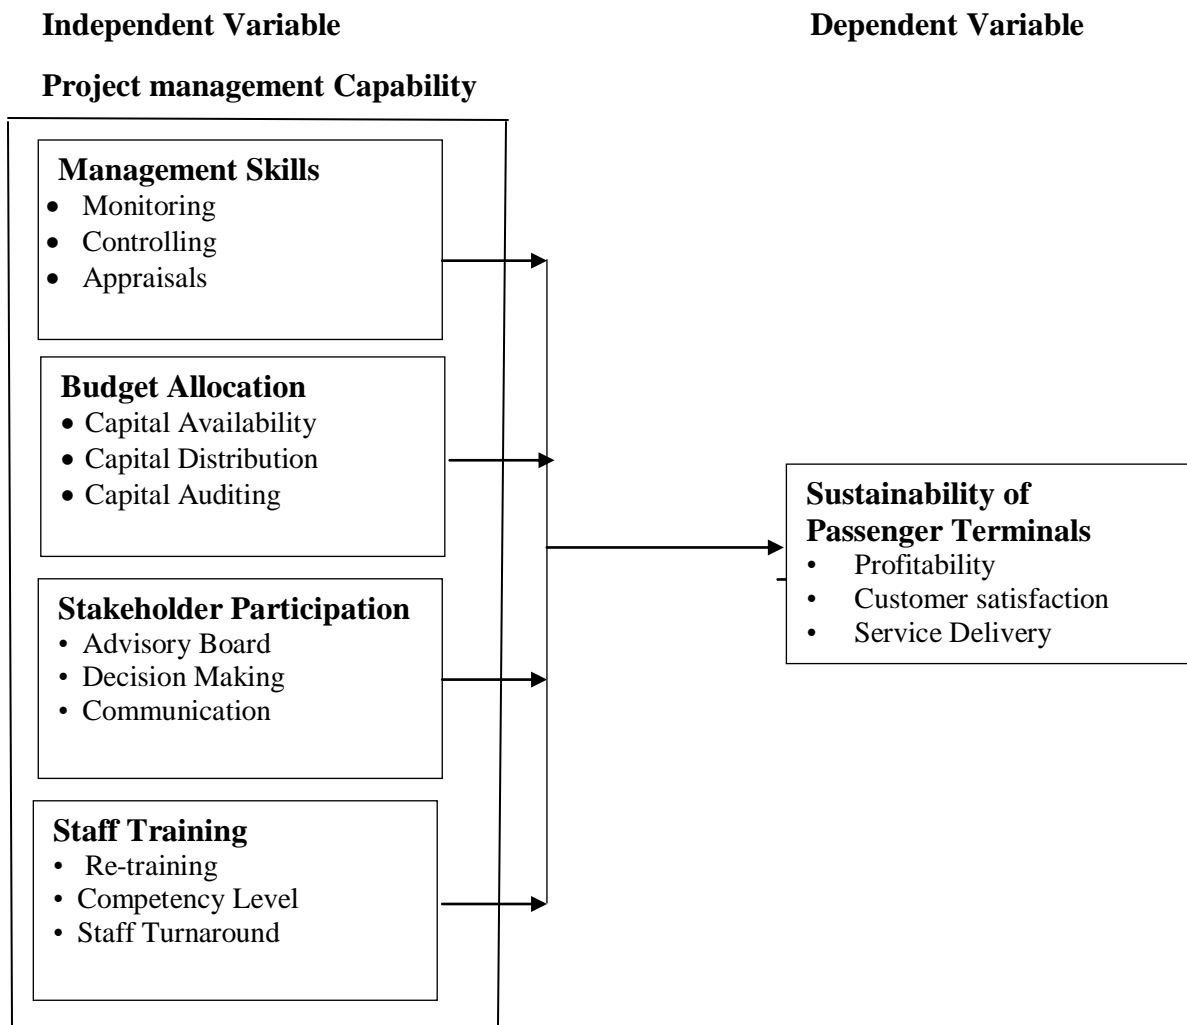 Independent Variable
Dependent Variable
Project management Capability
Management Skills
• Monitoring
• Controlling
• Appraisals
Budget Allocation
• Capital Availability
• Capital Distribution
• Capital Auditing
Stakeholder Participation
• Advisory Board
• Decision Making
• Communication
Staff Training
• Re-training
• Competency Level
• Staff Turnaround
Sustainability of
Passenger Terminals
• Profitability
• Customer satisfaction
• Service Delivery